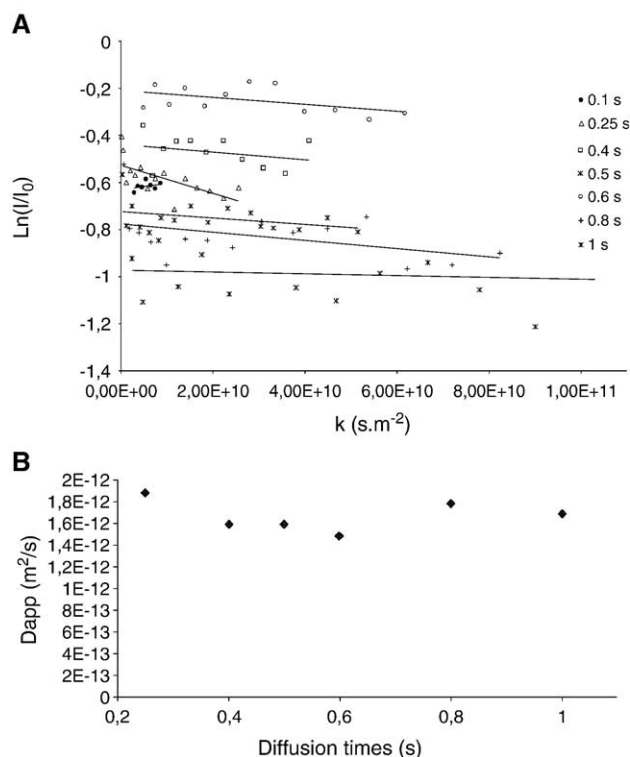 A
0
-0,2
-0,4
-0,6
-0,8
-1
-1,2
-1,4
Ln(I/I0)
0,00E+00 2,00E+10 4,00E+10 6,00E+10 8,00E+10 1,00E+11
k (s.m-2)
0.1 s
0.25 s
0.4 s
0.5 s
0.6 s
0.8 s
1 s
B
2E-12
1,8E-12
1,6E-12
1,4E-12
1,2E-12
1E-12
8E-13
6E-13
4E-13
2E-13
0
Dapp (m2/s)
0,2 0,4 0,6 0,8 1
Diffusion times (s)